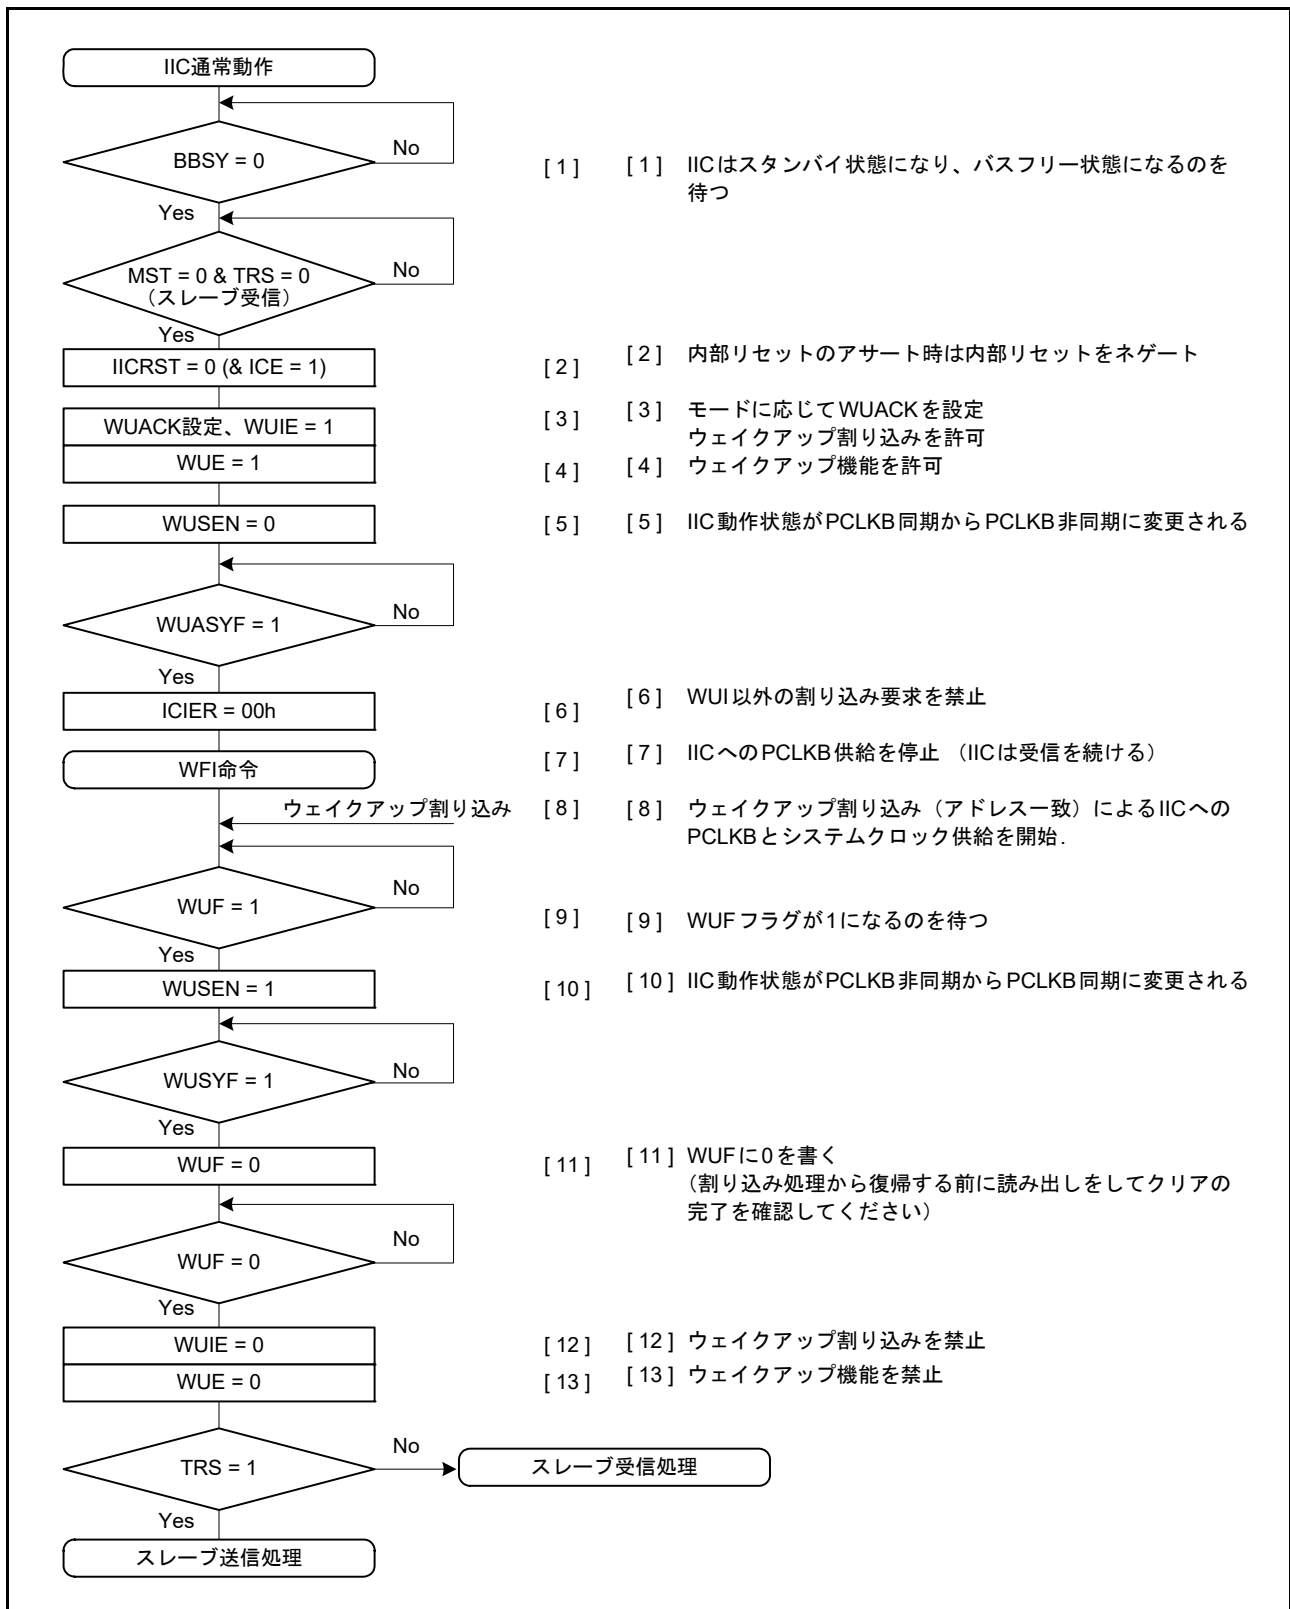 IIC通常動作
BBSY = 0
No
Yes
[ 1 ]
[ 1 ] IICはスタンバイ状態になり、バスフリー状態になるのを
待つ
MST = 0 & TRS = 0
（スレーブ受信）
No
Yes
IICRST = 0 (& ICE = 1)
[ 2 ]
[ 2 ] 内部リセットのアサート時は内部リセットをネゲート
WUACK設定、WUIE = 1
[ 3 ]
[ 3 ] モードに応じてWUACKを設定
ウェイクアップ割り込みを許可
WUE = 1
[ 4 ]
[ 4 ] ウェイクアップ機能を許可
WUSEN = 0
[ 5 ]
[ 5 ] IIC動作状態がPCLKB同期からPCLKB非同期に変更される
WUASYF = 1
No
Yes
ICIER = 00h
[ 6 ]
[ 6 ] WUI以外の割り込み要求を禁止
WFI命令
[ 7 ]
[ 7 ] IICへのPCLKB供給を停止 （IICは受信を続ける）
ウェイクアップ割り込み
[ 8 ]
[ 8 ] ウェイクアップ割り込み（アドレス一致）によるIICへの
PCLKBとシステムクロック供給を開始.
WUF = 1
No
Yes
[ 9 ]
[ 9 ] WUFフラグが1になるのを待つ
WUSEN = 1
[ 10 ]
[ 10 ] IIC動作状態がPCLKB非同期からPCLKB同期に変更される
WUSYF = 1
No
Yes
WUF = 0
[ 11 ]
[ 11 ] WUFに0を書く
（割り込み処理から復帰する前に読み出しをしてクリアの
完了を確認してください）
WUF = 0
No
Yes
WUIE = 0
[ 12 ]
[ 12 ] ウェイクアップ割り込みを禁止
WUE = 0
[ 13 ]
[ 13 ] ウェイクアップ機能を禁止
TRS = 1
No
スレーブ受信処理
Yes
スレーブ送信処理